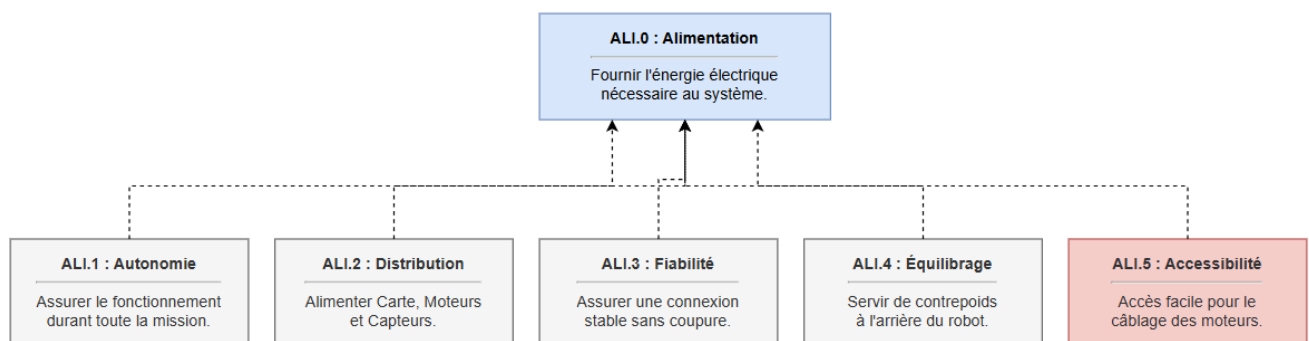 ALI.0 : Alimentation
Fournir l'énergie électrique
nécessaire au système.
ALI.1 : Autonomie
Assurer le fonctionnement
durant toute la mission.
ALI.2 : Distribution
Alimenter Carte, Moteurs
et Capteurs.
ALI.3 : Fiabilité
Assurer une connexion
stable sans coupure.
ALI.4 : Équilibrage
Servir de contrepoids
à l'arrière du robot.
ALI.5 : Accessibilité
Accès facile pour le
câblage des moteurs.